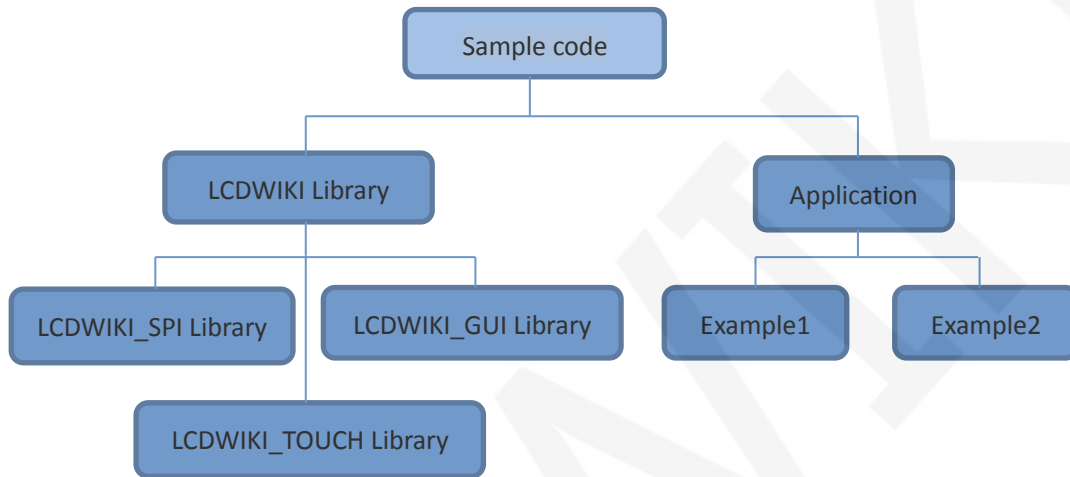 Sample code
LCDWIKI Library
Application
LCDWIKI_SPI Library
LCDWIKI_GUI Library
Example1
Example2
LCDWIKI_TOUCH Library